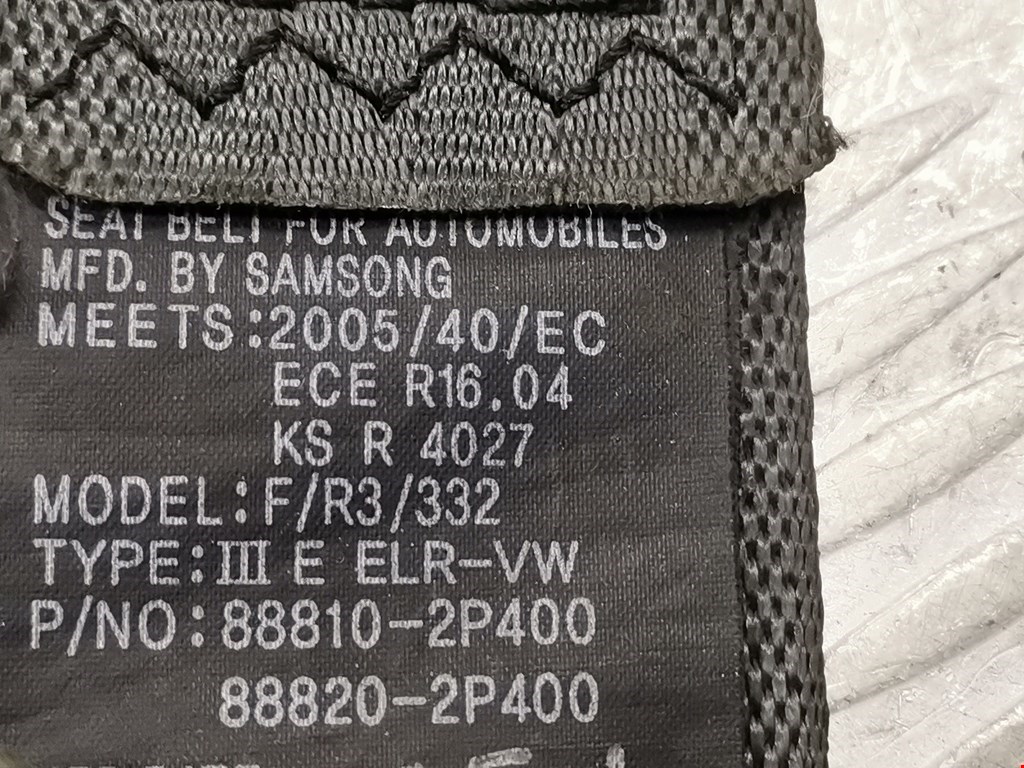 SEAT BELT FOR AUTOMOBILES
MFD. BY SAMSONG
MEETS:2005/40/EC
ECE R16.04
KS R 4027
MODEL:F/R3/332
TYPE:III E ELR-VW
P/NO:88810-2P400
88820-2P400